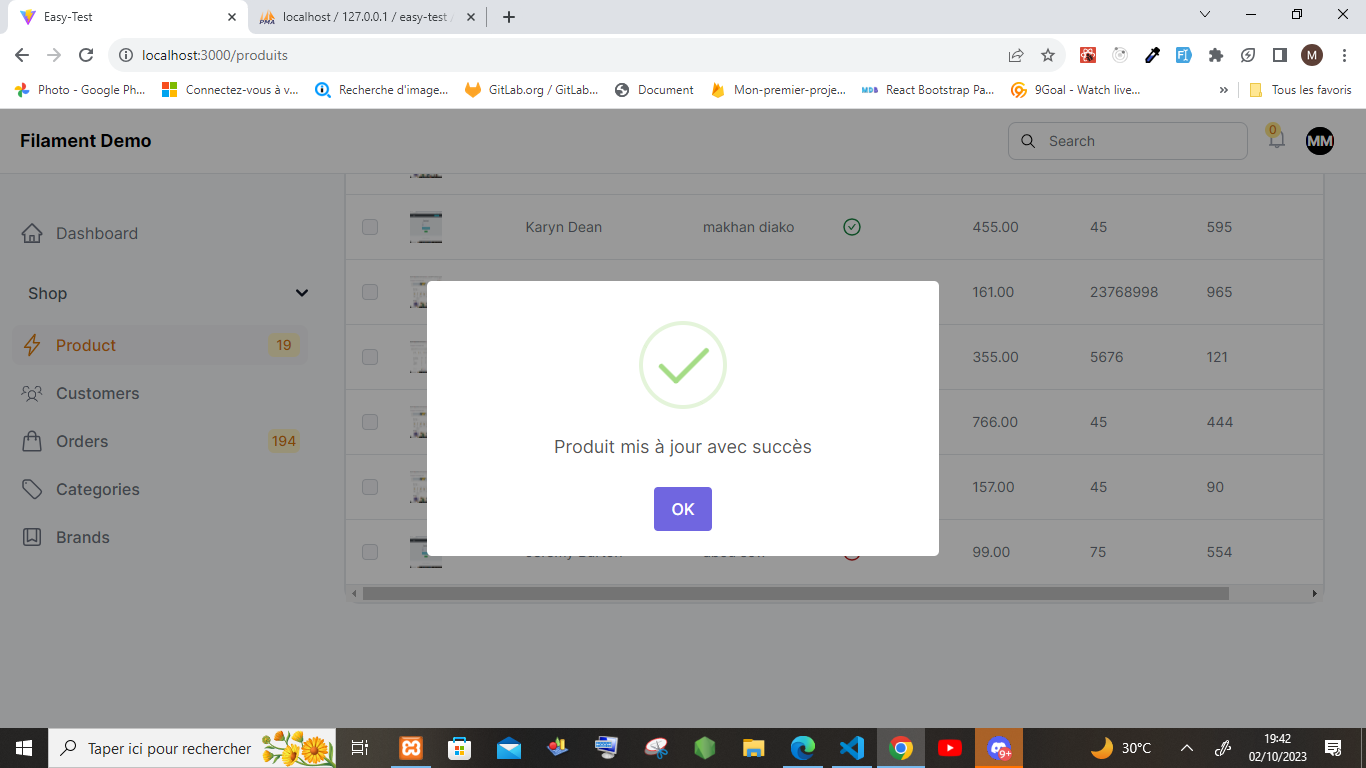 Easy-Test
localhost / 127.0.0.1 / easy-test /
PMA
localhost:3000/produits
M
Photo - Google Ph...
Connectez-vous à v...
Recherche d'image...
GitLab.org / GitLab...
Document
Mon-premier-proje...
MDB
React Bootstrap Pa...
9Goal - Watch live...
»
Tous les favoris
Filament Demo
Search
0
MM
Dashboard
Shop
Product 19
Customers
Orders 194
Categories
Brands
Karyn Dean makhan diako 455.00 45 595
161.00 23768998 965
355.00 5676 121
766.00 45 444
157.00 45 90
99.00 75 554
Produit mis à jour avec succès
OK
Taper ici pour rechercher
9+
30°C
19:42
02/10/2023